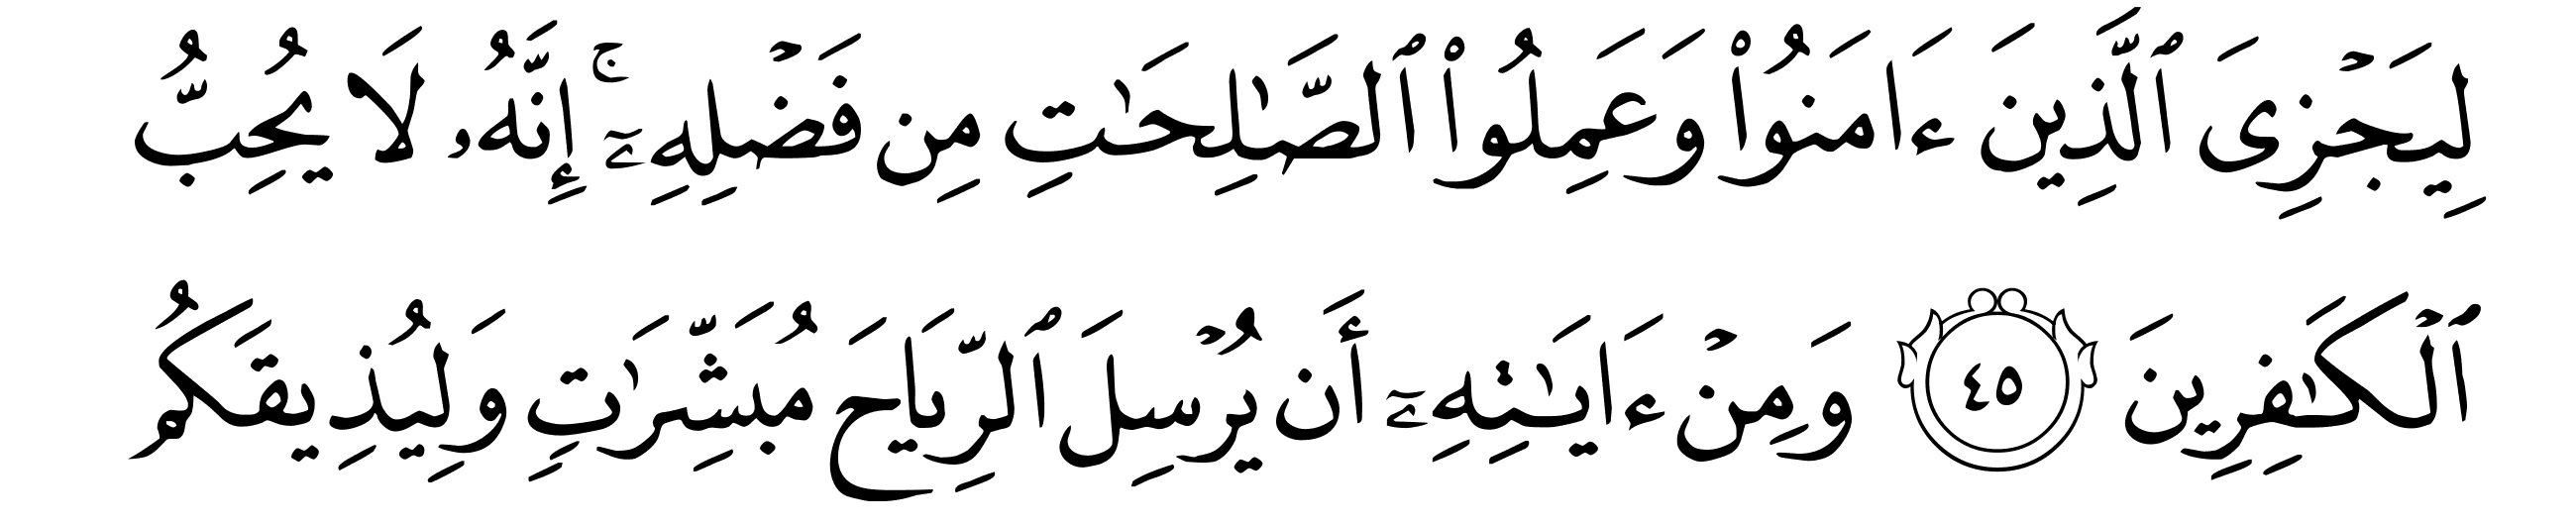 لِيَجۡزِيَ ٱلَّذِينَ ءَامَنُواْ وَعَمِلُواْ ٱلصَّٰلِحَٰتِ مِن فَضۡلِهِۦٓۚ إِنَّهُۥ لَا يُحِبُّ
ٱلۡكَٰفِرِينَ ٤٥ وَمِنۡ ءَايَٰتِهِۦٓ أَن يُرۡسِلَ ٱلرِّيَاحَ مُبَشِّرَٰتٖ وَلِيُذِيقَكُم